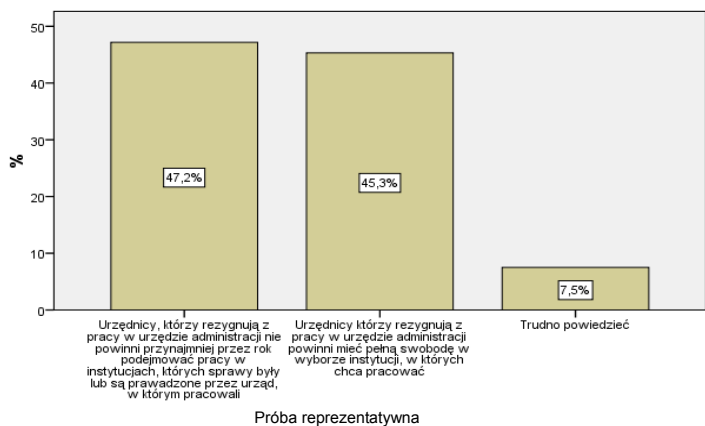 50
40
30
20
10
0
%
47,2%
45,3%
7,5%
Urzędnicy, którzy rezygnują z
pracy w urzędzie administracji nie
powinni przynajmniej przez rok
podejmować pracy w
instytucjach, których sprawy były
lub są prawadzone przez urząd,
w którym pracowali
Urzędnicy którzy rezygnują z
pracy w urzędzie administracji
powinni mieć pełną swobodę w
wyborze instytucji, w których
chca pracować
Trudno powiedzieć
Próba reprezentatywna